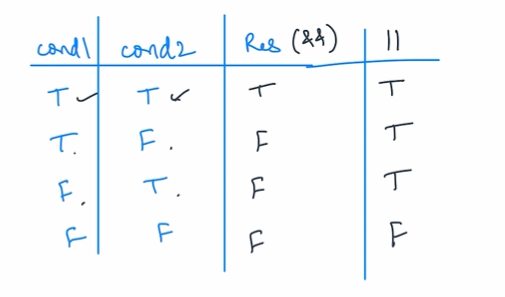 cond1 cond2 Res (&&) ||
T T T T
T. F. F T
F. T. F T
F F F F